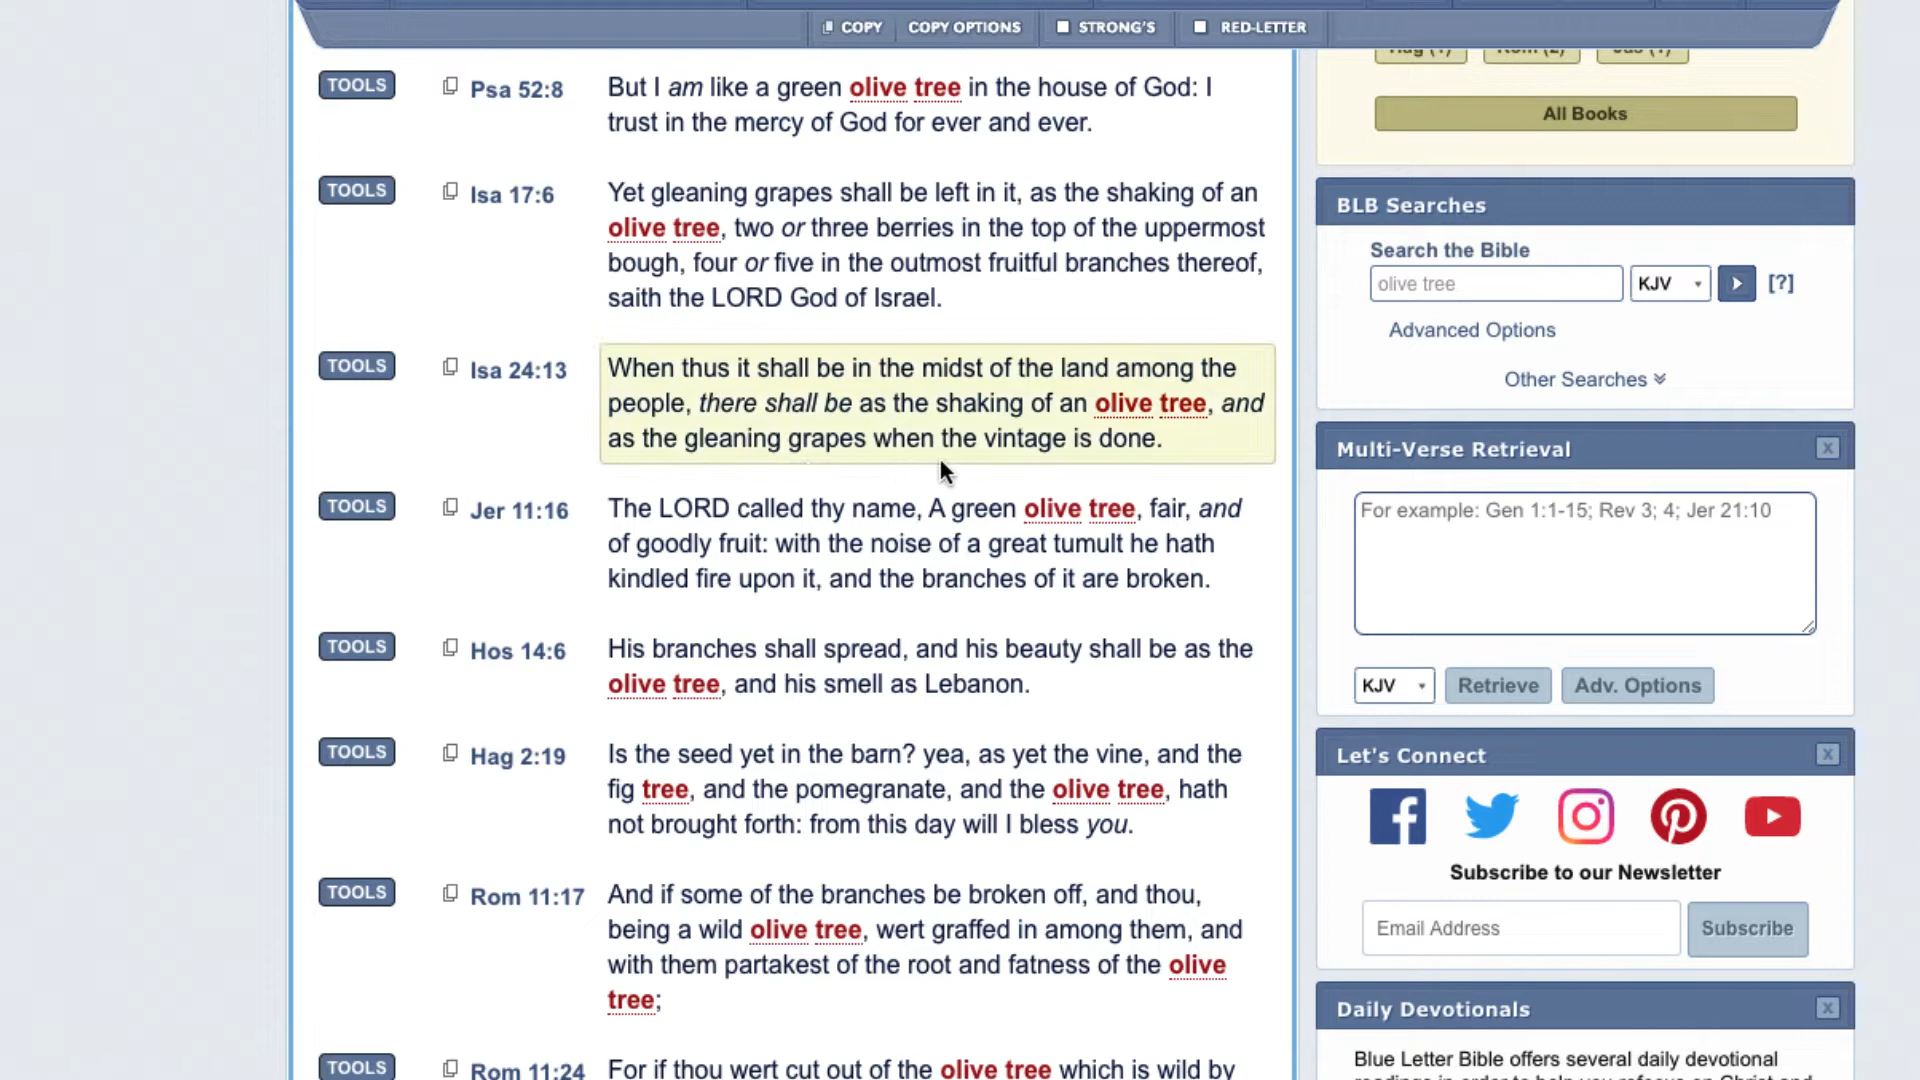 COPY COPY OPTIONS STRONG'S RED-LETTER
TOOLS Psa 52:8 But I am like a green olive tree in the house of God: I
trust in the mercy of God for ever and ever.
TOOLS Isa 17:6 Yet gleaning grapes shall be left in it, as the shaking of an
olive tree, two or three berries in the top of the uppermost
bough, four or five in the outmost fruitful branches thereof,
saith the LORD God of Israel.
TOOLS Isa 24:13 When thus it shall be in the midst of the land among the
people, there shall be as the shaking of an olive tree, and
as the gleaning grapes when the vintage is done.
TOOLS Jer 11:16 The LORD called thy name, A green olive tree, fair, and
of goodly fruit: with the noise of a great tumult he hath
kindled fire upon it, and the branches of it are broken.
TOOLS Hos 14:6 His branches shall spread, and his beauty shall be as the
olive tree, and his smell as Lebanon.
TOOLS Hag 2:19 Is the seed yet in the barn? yea, as yet the vine, and the
fig tree, and the pomegranate, and the olive tree, hath
not brought forth: from this day will I bless you.
TOOLS Rom 11:17 And if some of the branches be broken off, and thou,
being a wild olive tree, wert graffed in among them, and
with them partakest of the root and fatness of the olive
tree;
TOOLS Rom 11:24 For if thou wert cut out of the olive tree which is wild by
Hag (1) Rom (2) Jas (1)
All Books
BLB Searches
Search the Bible
olive tree KJV [?]
Advanced Options
Other Searches
Multi-Verse Retrieval x
For example: Gen 1:1-15; Rev 3; 4; Jer 21:10
KJV Retrieve Adv. Options
Let's Connect x
Subscribe to our Newsletter
Email Address Subscribe
Daily Devotionals x
Blue Letter Bible offers several daily devotional